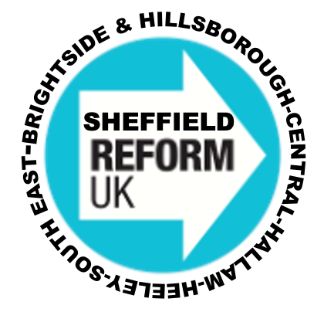 SOUTH EAST-BRIGHTSIDE & HILLSBOROUGH-CENTRAL-HALLAM-HEELEY-
SHEFFIELD
REFORM
UK